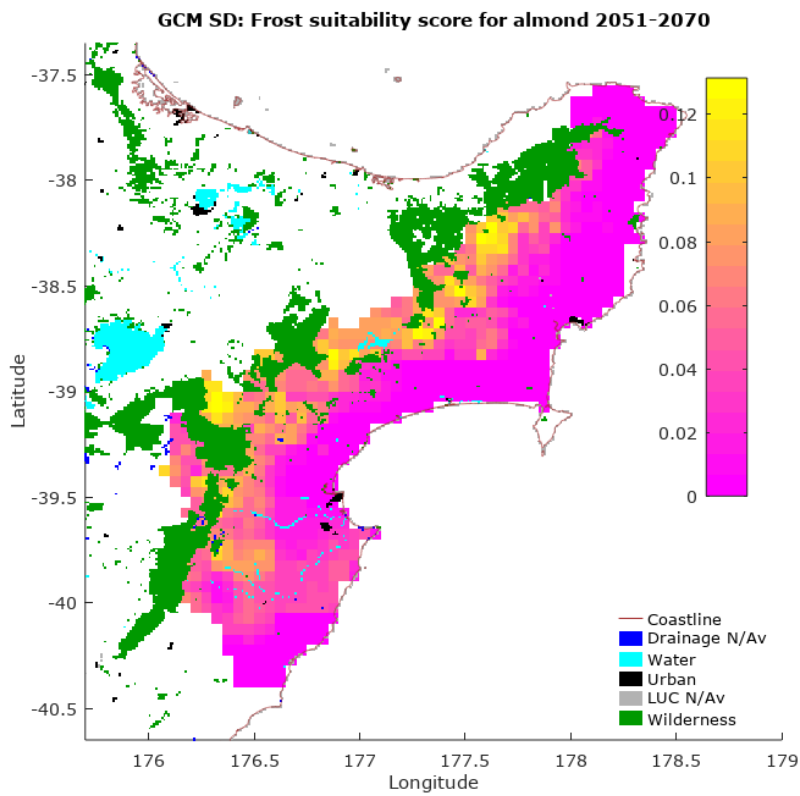 GCM SD: Frost suitability score for almond 2051-2070
-37.5
-38
-38.5
-39
-39.5
-40
-40.5
Latitude
176
176.5
177
177.5
178
178.5
179
Longitude
0.12
0.1
0.08
0.06
0.04
0.02
0
Coastline
Drainage N/Av
Water
Urban
LUC N/Av
Wilderness